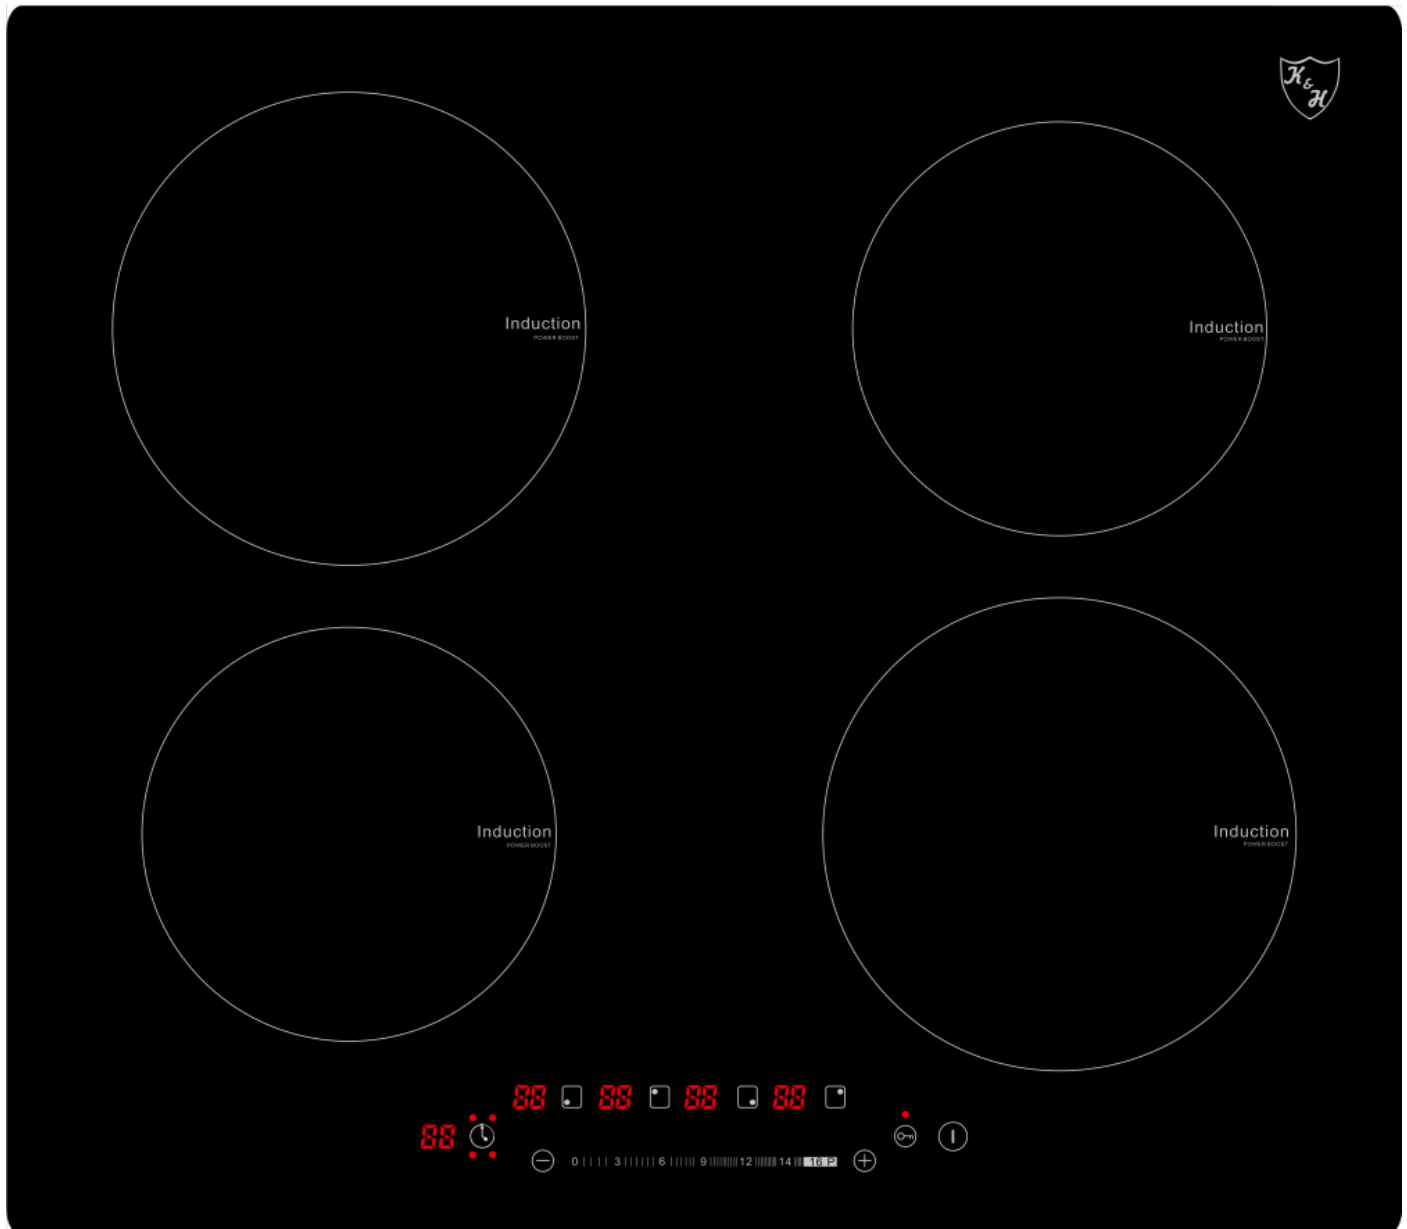 K & H
Induction
POWER BOOST
Induction
POWER BOOST
Induction
POWER BOOST
Induction
POWER BOOST
88 88 88 88
88
0 3 6 9 12 14 16 P